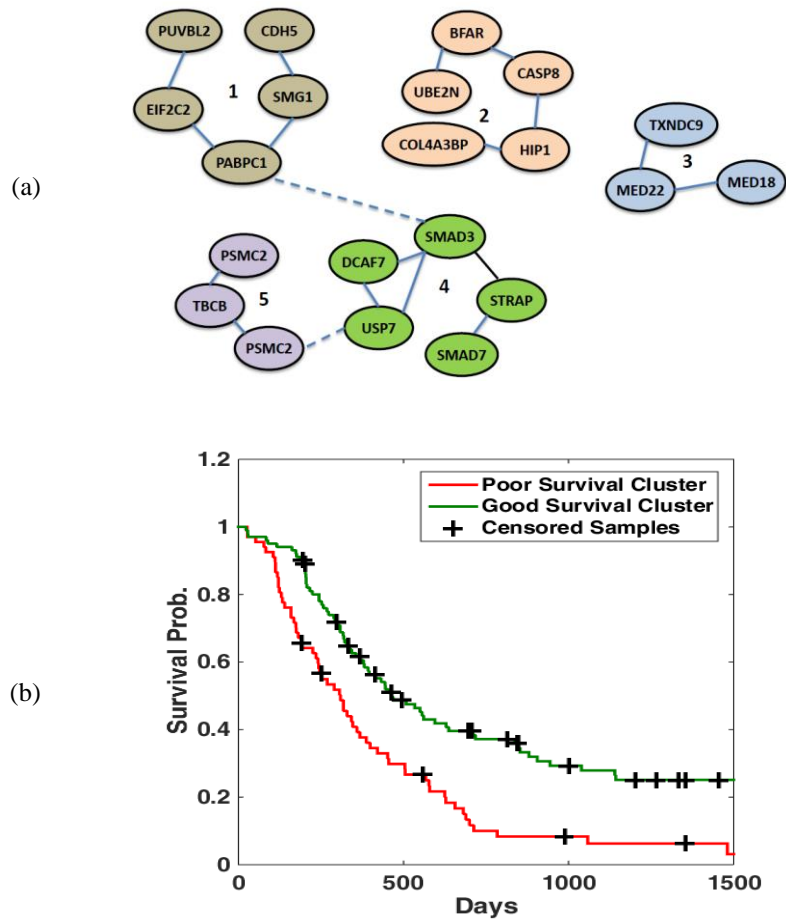 (a)
PUVBL2
CDH5
EIF2C2
1
SMG1
PABPC1
BFAR
CASP8
UBE2N
2
COL4A3BP
HIP1
TXNDC9
3
MED22
MED18
SMAD3
DCAF7
4
STRAP
USP7
SMAD7
PSMC2
TBCB
5
PSMC2
(b)
1.2
1
0.8
0.6
0.4
0.2
0
Survival Prob.
Poor Survival Cluster
Good Survival Cluster
Censored Samples
0 500 1000 1500
Days